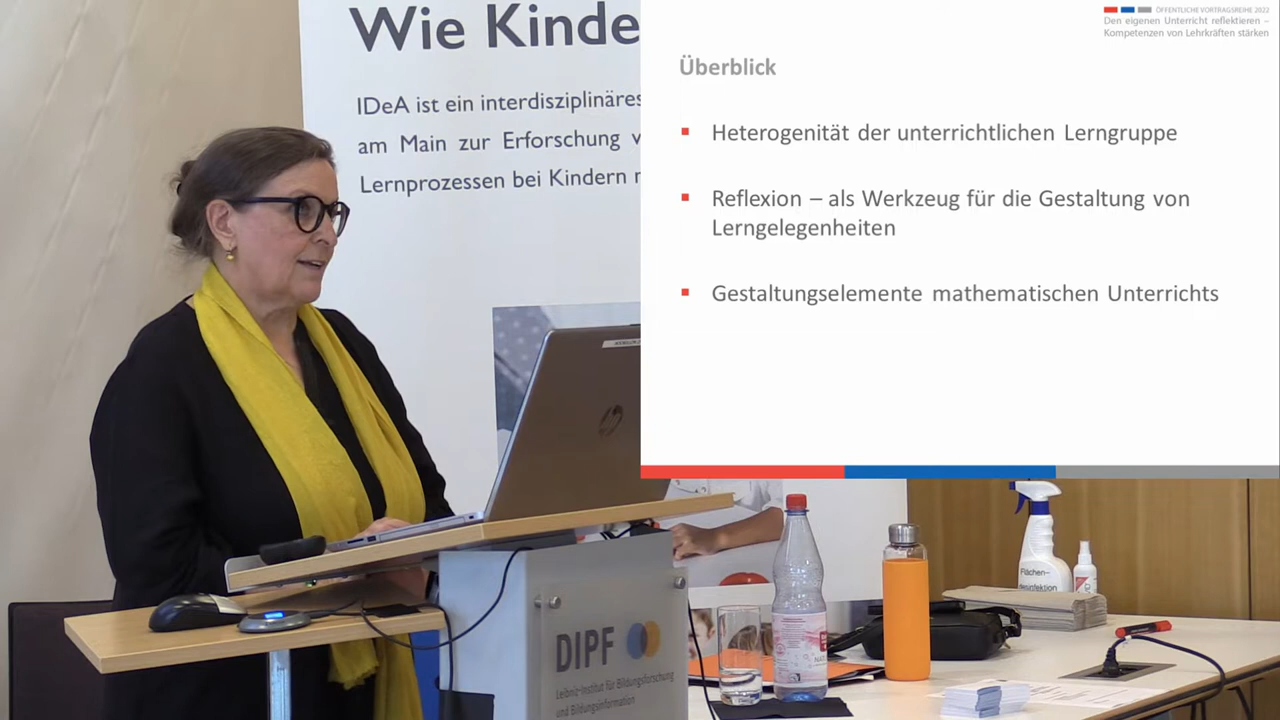 Wie Kinde
IDeA ist ein interdisziplinäres
am Main zur Erforschung v
Lernprozessen bei Kindern
ÖFFENTLICHE VORTRAGSREIHE 2022
Den eigenen Unterricht reflektieren –
Kompetenzen von Lehrkräften stärken
Überblick
Heterogenität der unterrichtlichen Lerngruppe
Reflexion – als Werkzeug für die Gestaltung von
Lerngelegenheiten
Gestaltungselemente mathematischen Unterrichts
DIPF
Leibniz-Institut für Bildungsforschung
und Bildungsinformation
Flächen-
desinfektion